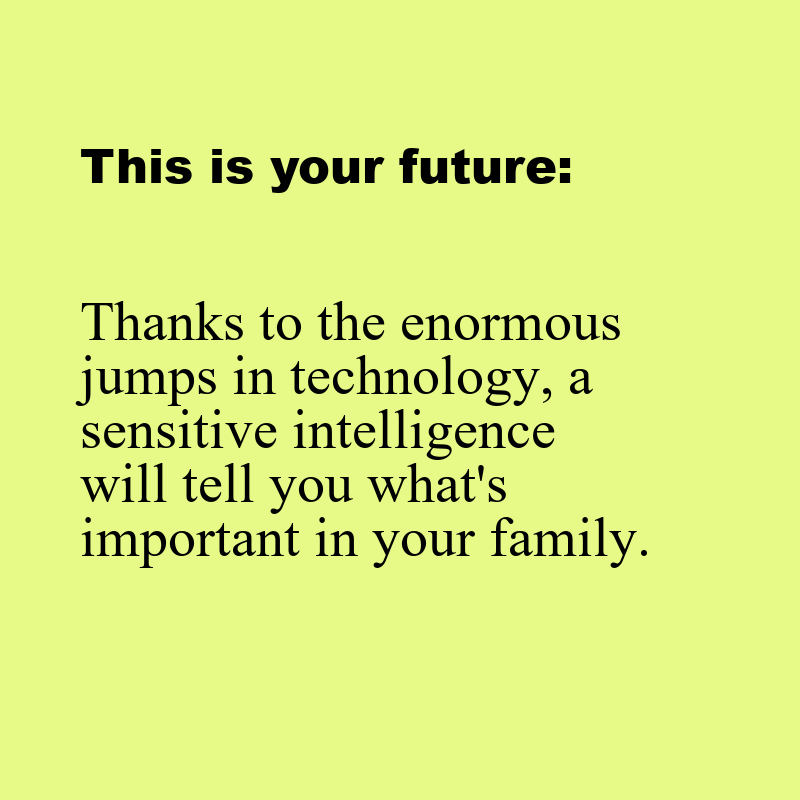 This is your future:
Thanks to the enormous
jumps in technology, a
sensitive intelligence
will tell you what's
important in your family.